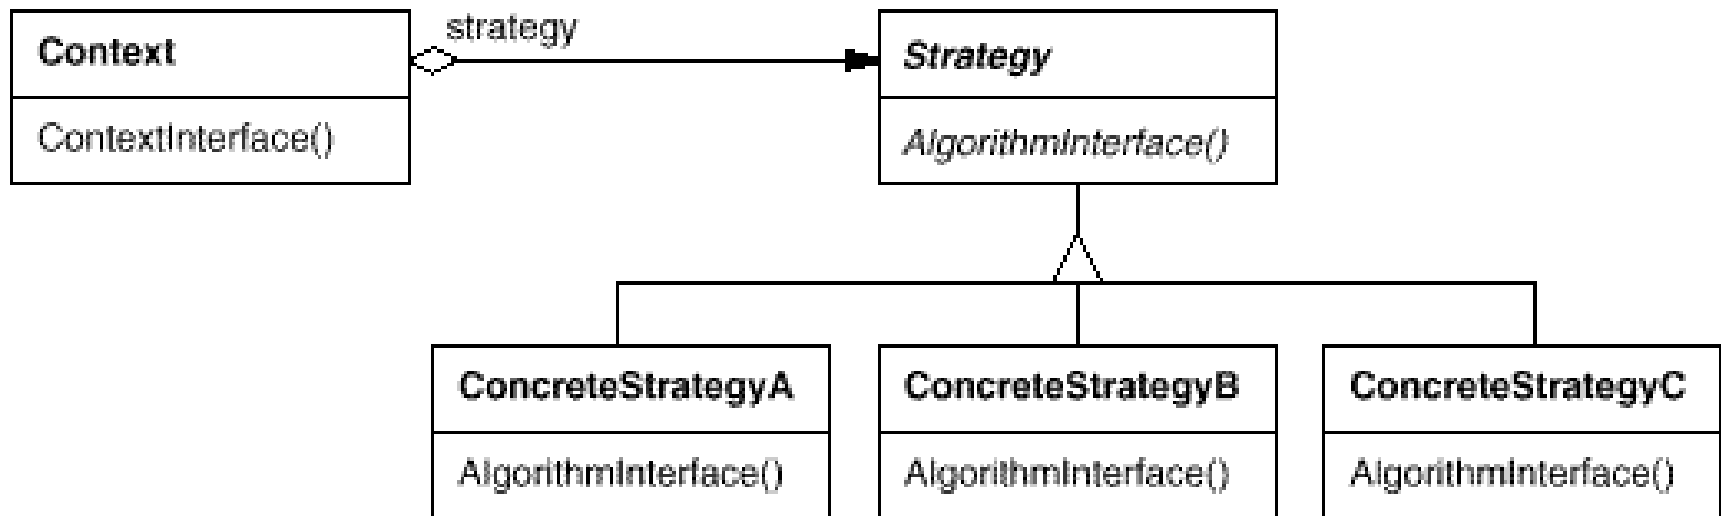 Context
strategy
Strategy
ContextInterface()
AlgorithmInterface()
ConcreteStrategyA
ConcreteStrategyB
ConcreteStrategyC
AlgorithmInterface()
AlgorithmInterface()
AlgorithmInterface()